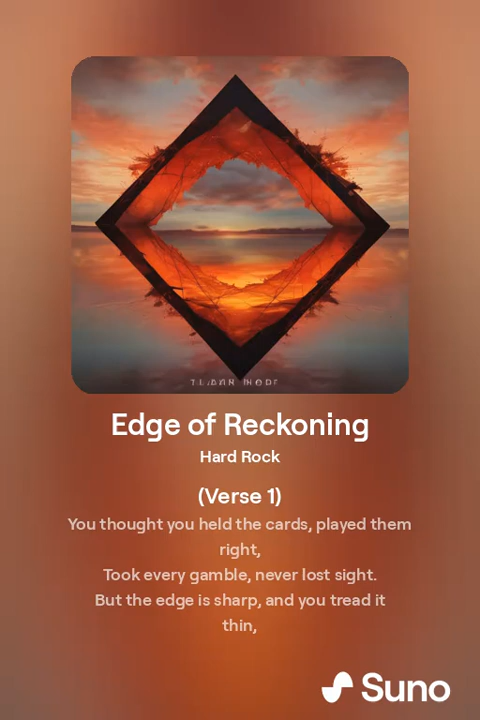 Edge of Reckoning
Hard Rock
(Verse 1)
You thought you held the cards, played them
right,
Took every gamble, never lost sight.
But the edge is sharp, and you tread it
thin,
Suno